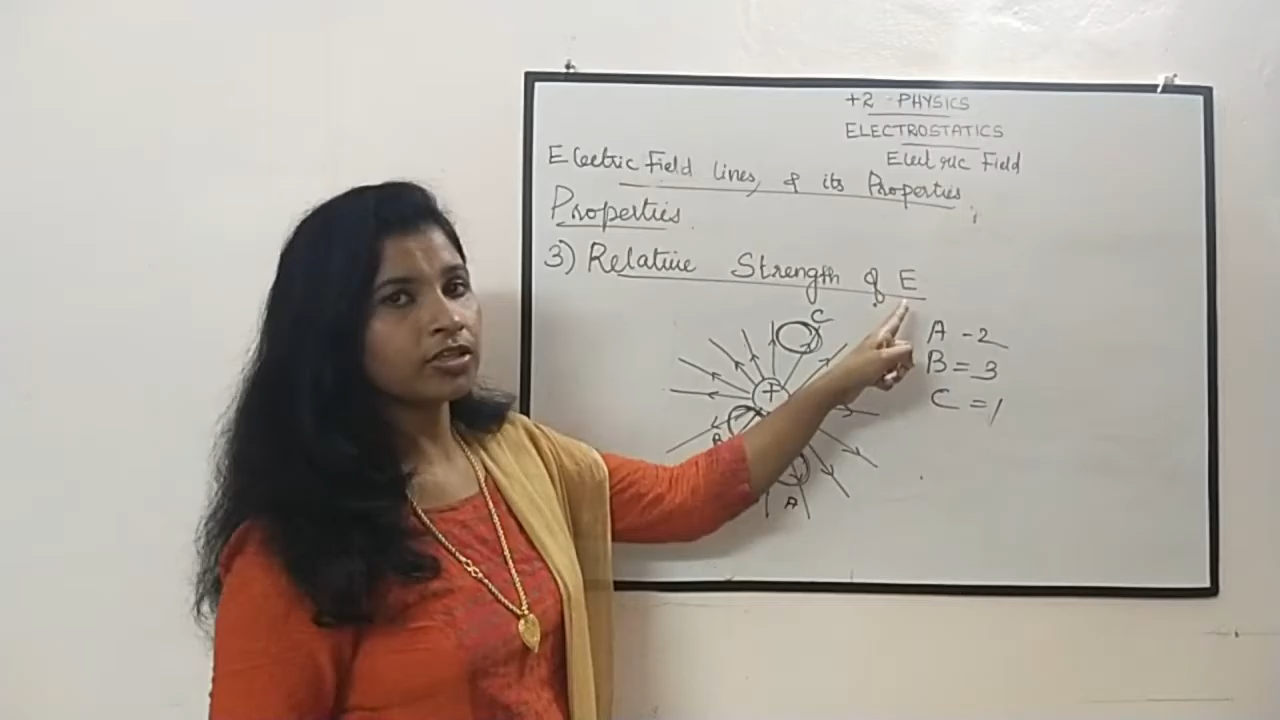 +2 - PHYSICS
ELECTROSTATICS
Electric Field
Electric Field lines, & its Properties,
Properties.
3) Relative Strength of E
C
A - 2
B = 3
C = 1
+
B
A